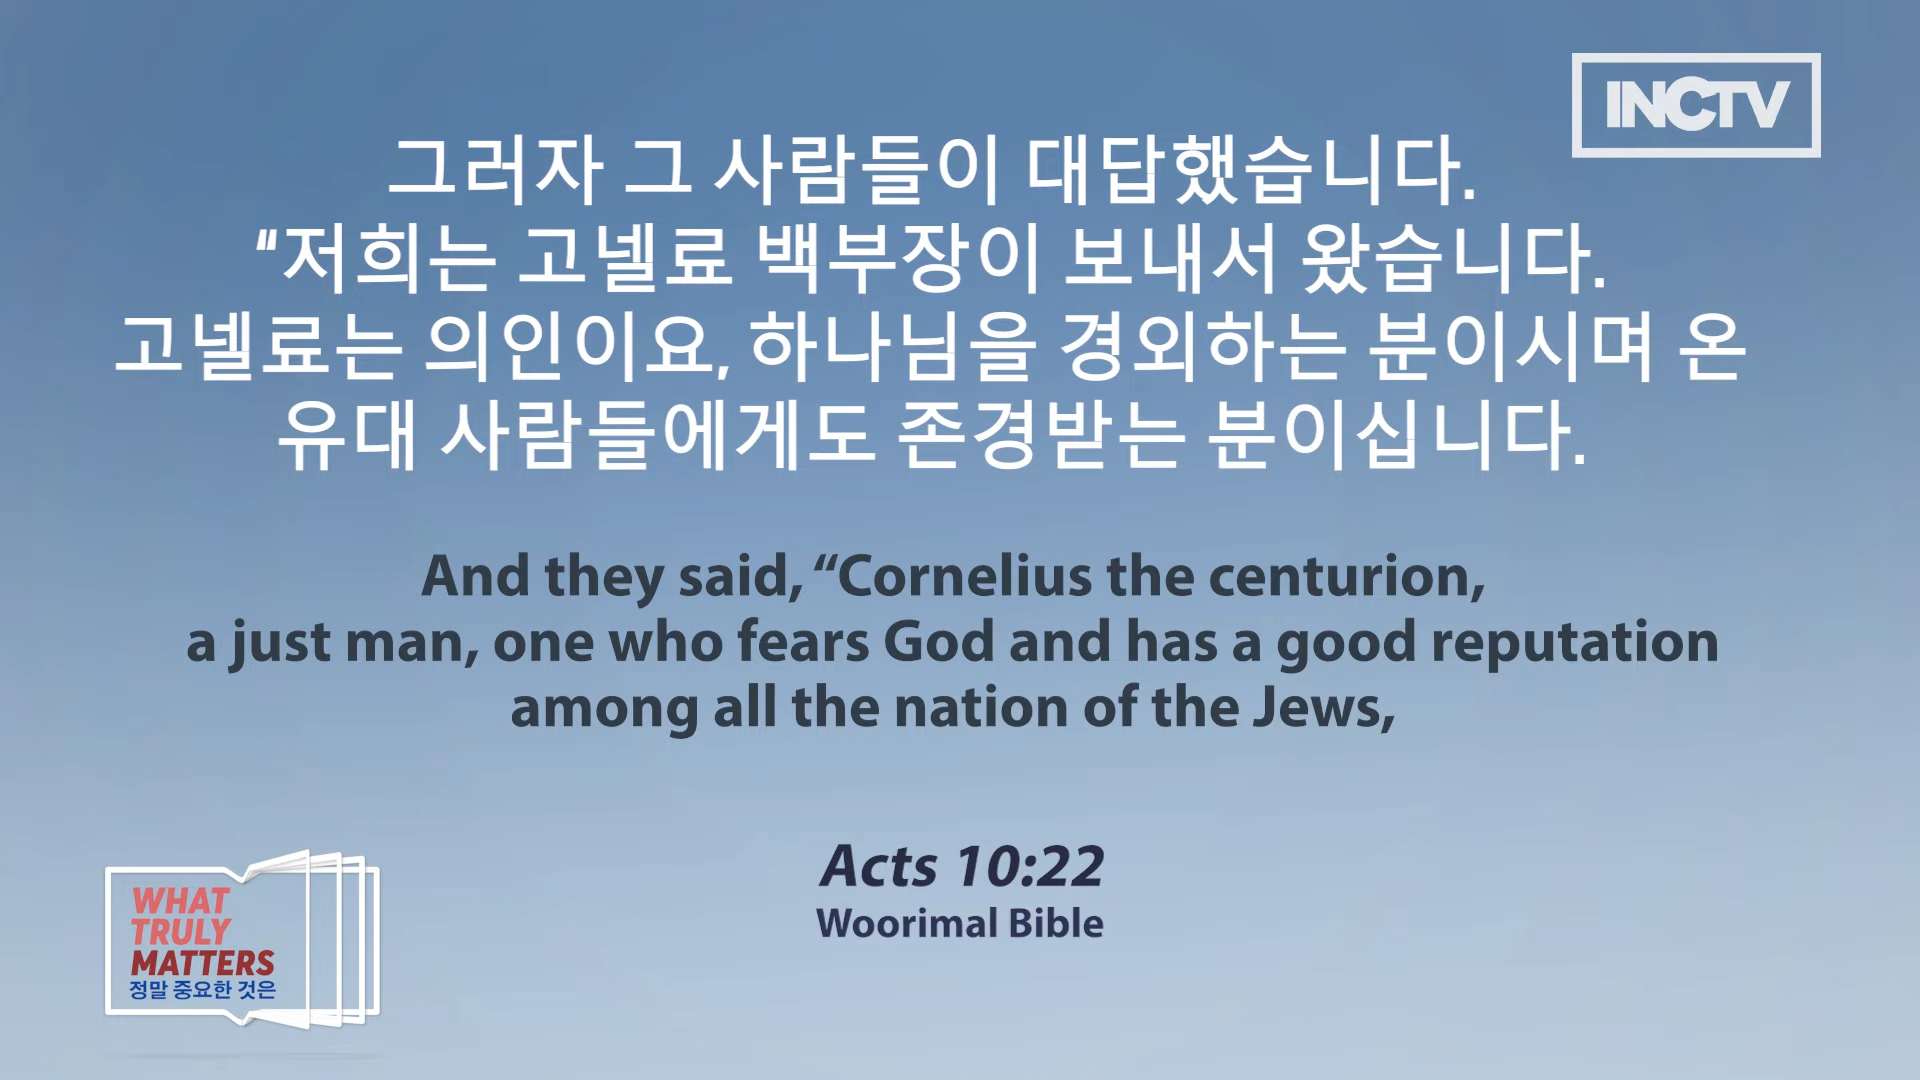 INCTV
그러자 그 사람들이 대답했습니다.
“저희는 고넬료 백부장이 보내서 왔습니다.
고넬료는 의인이요, 하나님을 경외하는 분이시며 온
유대 사람들에게도 존경받는 분이십니다.
And they said, “Cornelius the centurion,
a just man, one who fears God and has a good reputation
among all the nation of the Jews,
Acts 10:22
Woorimal Bible
WHAT
TRULY
MATTERS
정말 중요한 것은